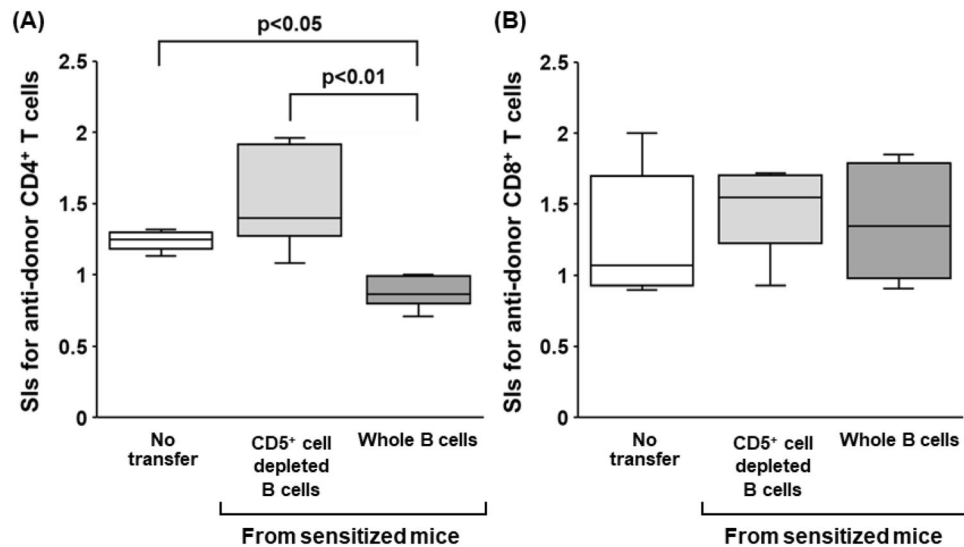 (A)
p<0.05
p<0.01
SIs for anti-donor CD4⁺ T cells
2.5
2
1.5
1
0.5
0
No
transfer
CD5⁺ cell
depleted
B cells
Whole B cells
From sensitized mice
(B)
SIs for anti-donor CD8⁺ T cells
2.5
2
1.5
1
0.5
0
No
transfer
CD5⁺ cell
depleted
B cells
Whole B cells
From sensitized mice